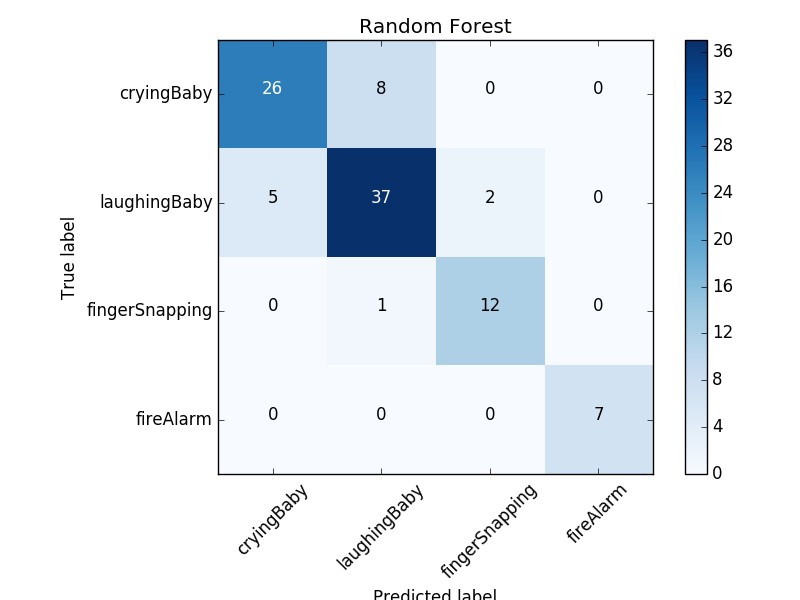 Random Forest
cryingBaby 26 8 0 0
laughingBaby 5 37 2 0
fingerSnapping 0 1 12 0
fireAlarm 0 0 0 7
True label
cryingBaby laughingBaby fingerSnapping fireAlarm
Predicted label
36
32
28
24
20
16
12
8
4
0